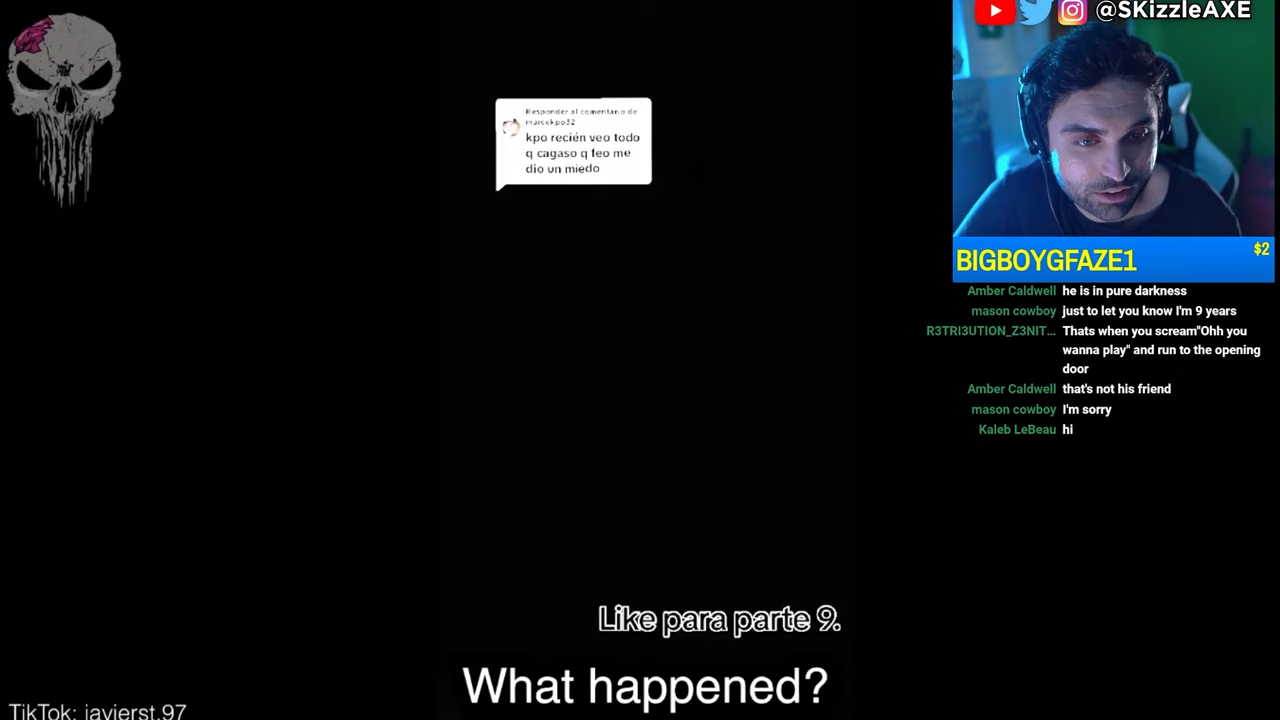 @SKizzleAXE
Responder al comentario de
marcokpo32
kpo recién veo todo
q cagaso q feo me
dio un miedo
BIGBOYGFAZE1
$2
Amber Caldwell he is in pure darkness
mason cowboy just to let you know I'm 9 years
R3TRI3UTION_Z3NIT... Thats when you scream"Ohh you
wanna play" and run to the opening
door
Amber Caldwell that's not his friend
mason cowboy I'm sorry
Kaleb LeBeau hi
Like para parte 9.
What happened?
TikTok: javierst.97